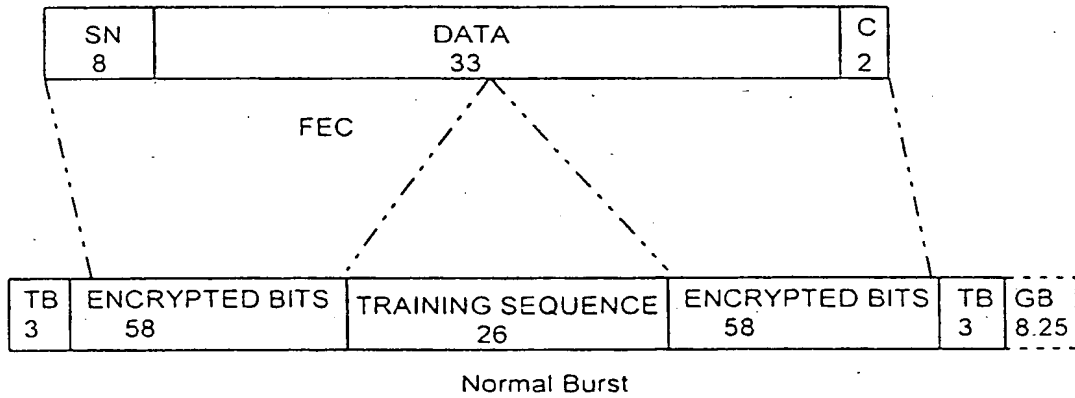 SN DATA C
8 33 2
FEC
TB ENCRYPTED BITS TRAINING SEQUENCE ENCRYPTED BITS TB GB
3 58 26 58 3 8.25
Normal Burst